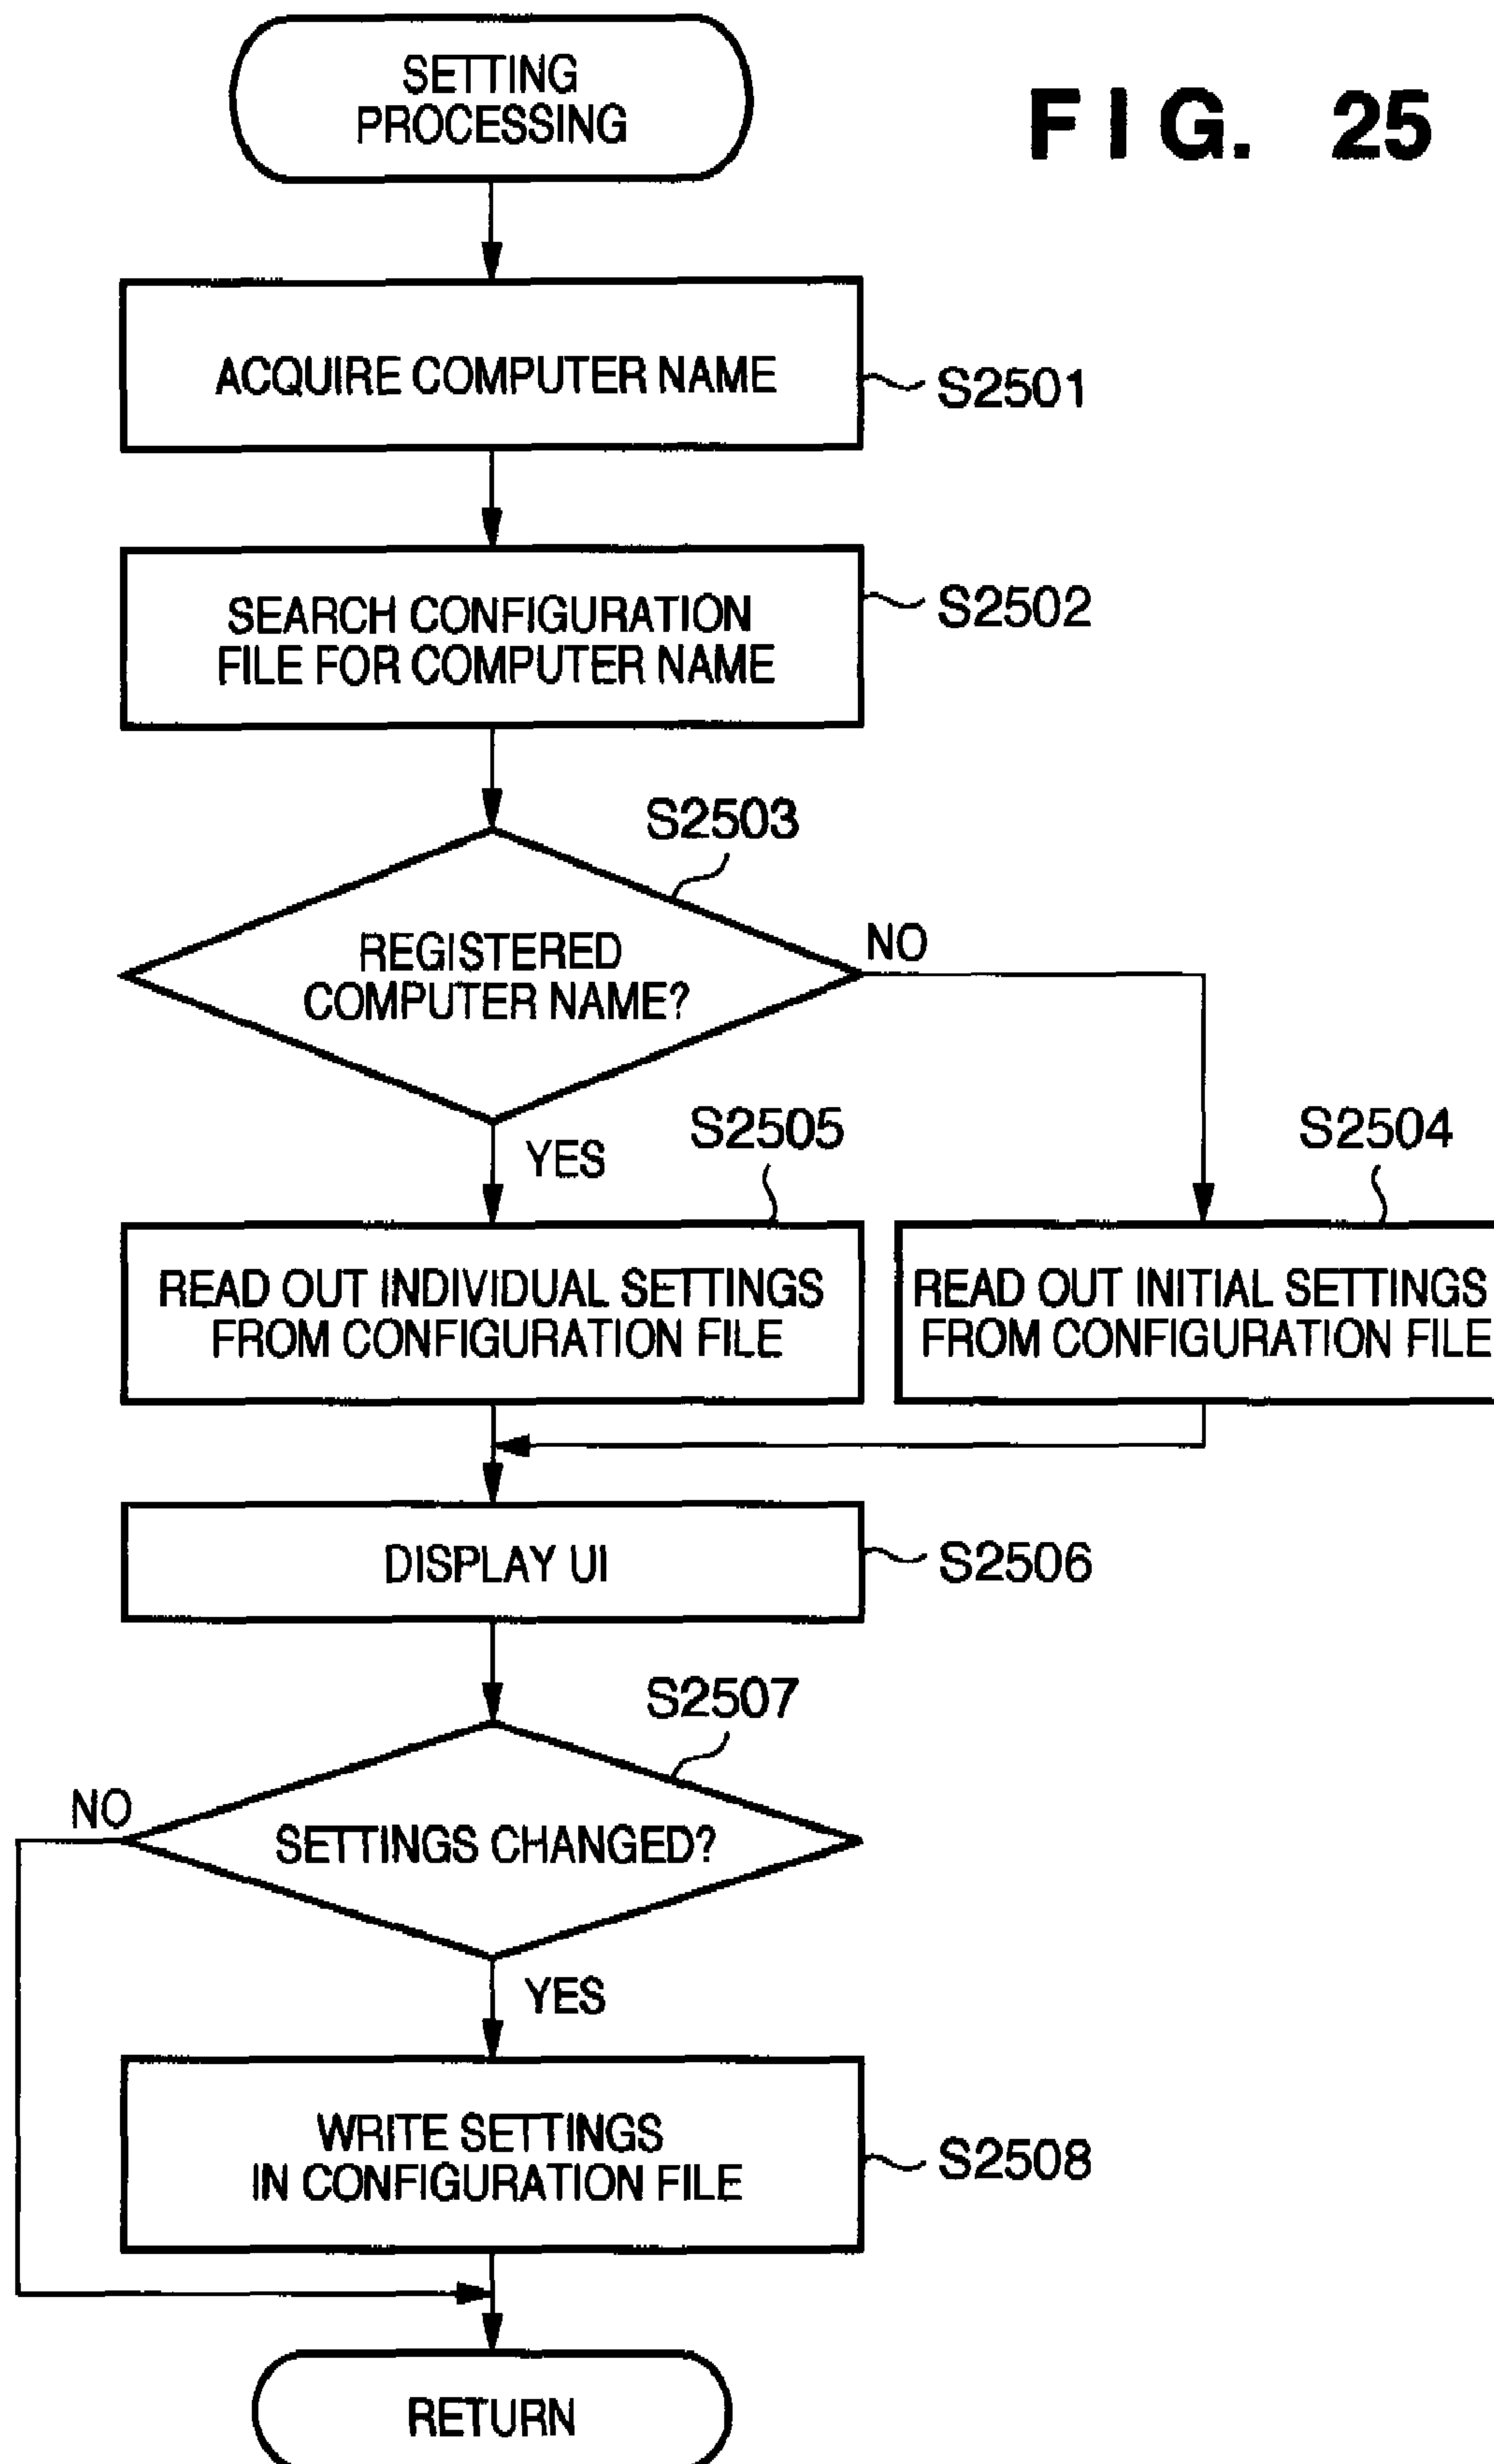 SETTING
PROCESSING
FIG. 25
ACQUIRE COMPUTER NAME
S2501
SEARCH CONFIGURATION
FILE FOR COMPUTER NAME
S2502
S2503
REGISTERED
COMPUTER NAME?
NO
YES
S2505
S2504
READ OUT INDIVIDUAL SETTINGS
FROM CONFIGURATION FILE
READ OUT INITIAL SETTINGS
FROM CONFIGURATION FILE
DISPLAY UI
S2506
S2507
NO
SETTINGS CHANGED?
YES
WRITE SETTINGS
IN CONFIGURATION FILE
S2508
RETURN